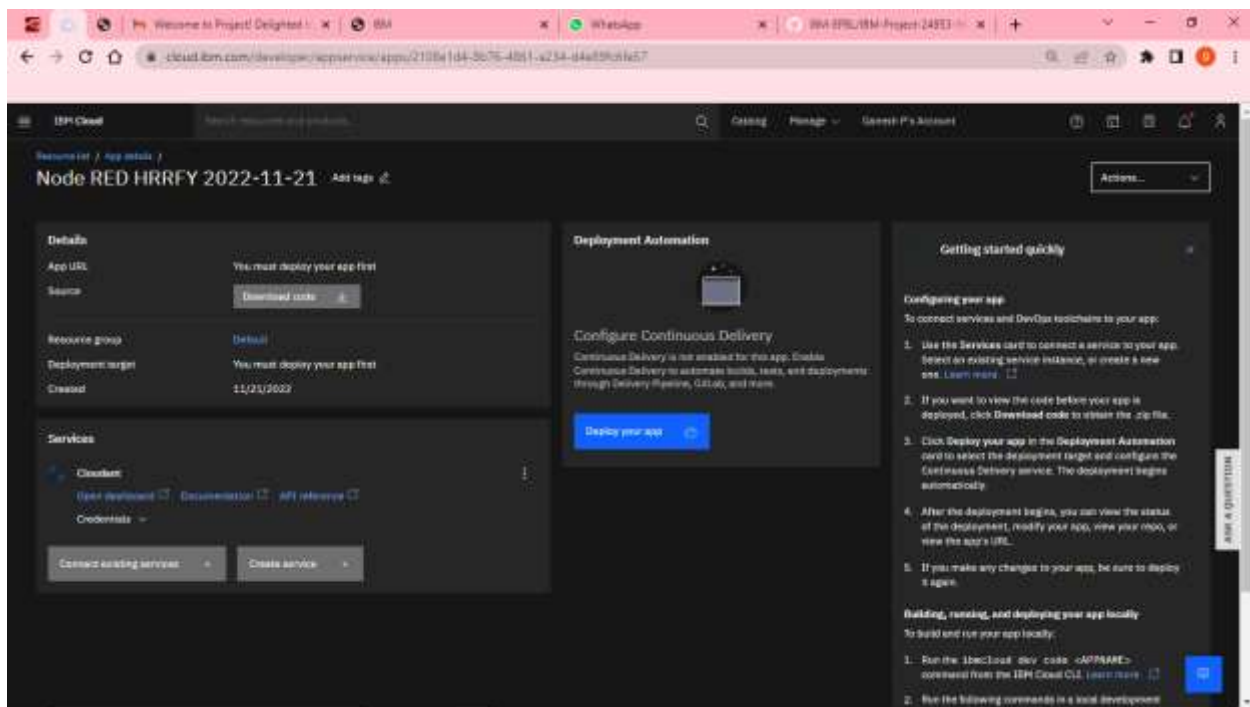 Welcome to Project! Delighted
IBM
WhatsApp
IBM-EPBL/IBM-Project-24953
IBM Cloud
Catalog
Manage
Ganesh P's Account
Resource list / App details /
Node RED HRRFY 2022-11-21
Add tags
Actions...
Details
App URL
You must deploy your app first
Source
Download code
Resource group
Default
Deployment target
You must deploy your app first
Created
11/21/2022
Services
Cloudant
Open dashboard
Documentation
API reference
Credentials
Connect existing services
Create service
Deployment Automation
Configure Continuous Delivery
Continuous Delivery is not enabled for this app. Enable
Continuous Delivery to automate builds, tests, and deployments
through Delivery Pipeline, GitLab, and more.
Deploy your app
Getting started quickly
Configuring your app
To connect services and DevOps toolchains to your app:
1. Use the Services card to connect a service to your app.
Select an existing service instance, or create a new
one. Learn more
2. If you want to view the code before your app is
deployed, click Download code to obtain the .zip file.
3. Click Deploy your app in the Deployment Automation
card to select the deployment target and configure the
Continuous Delivery service. The deployment begins
automatically.
4. After the deployment begins, you can view the status
of the deployment, modify your app, view your repo, or
view the app's URL.
5. If you make any changes to your app, be sure to deploy
it again.
Building, running, and deploying your app locally
To build and run your app locally:
1. Run the ibmcloud dev code <APPNAME>
command from the IBM Cloud CLI. Learn more
2. Run the following commands in a local development
ASK A QUESTION